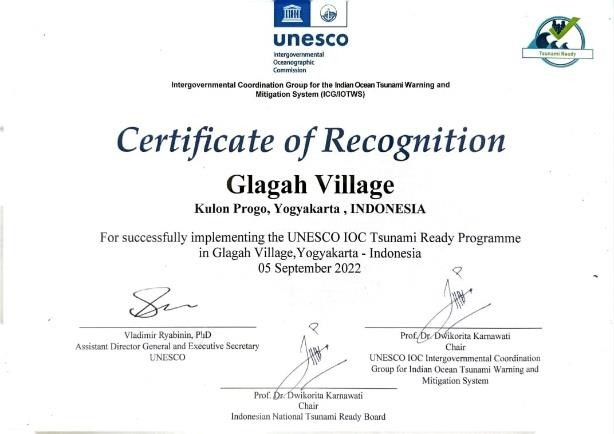 unesco
Intergovernmental
Oceanographic
Commission
Tsunami Ready
Intergovernmental Coordination Group for the Indian Ocean Tsunami Warning and
Mitigation System (ICG/IOTWS)
Certificate of Recognition
Glagah Village
Kulon Progo, Yogyakarta , INDONESIA
For successfully implementing the UNESCO IOC Tsunami Ready Programme
in Glagah Village,Yogyakarta - Indonesia
05 September 2022
Vladimir Ryabinin, PhD
Assistant Director General and Executive Secretary
UNESCO
Prof. Dr. Dwikorita Karnawati
Chair
UNESCO IOC Intergovernmental Coordination
Group for Indian Ocean Tsunami Warning and
Mitigation System
Prof. Dr. Dwikorita Karnawati
Chair
Indonesian National Tsunami Ready Board